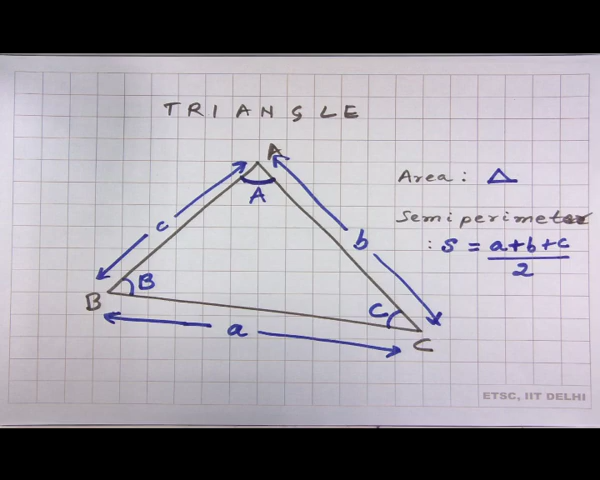 TRIANGLE
A
A
Area : Δ
c
b
Semiperimeter
: s = a+b+c
2
B
B
C
a
C
ETSC, IIT DELHI